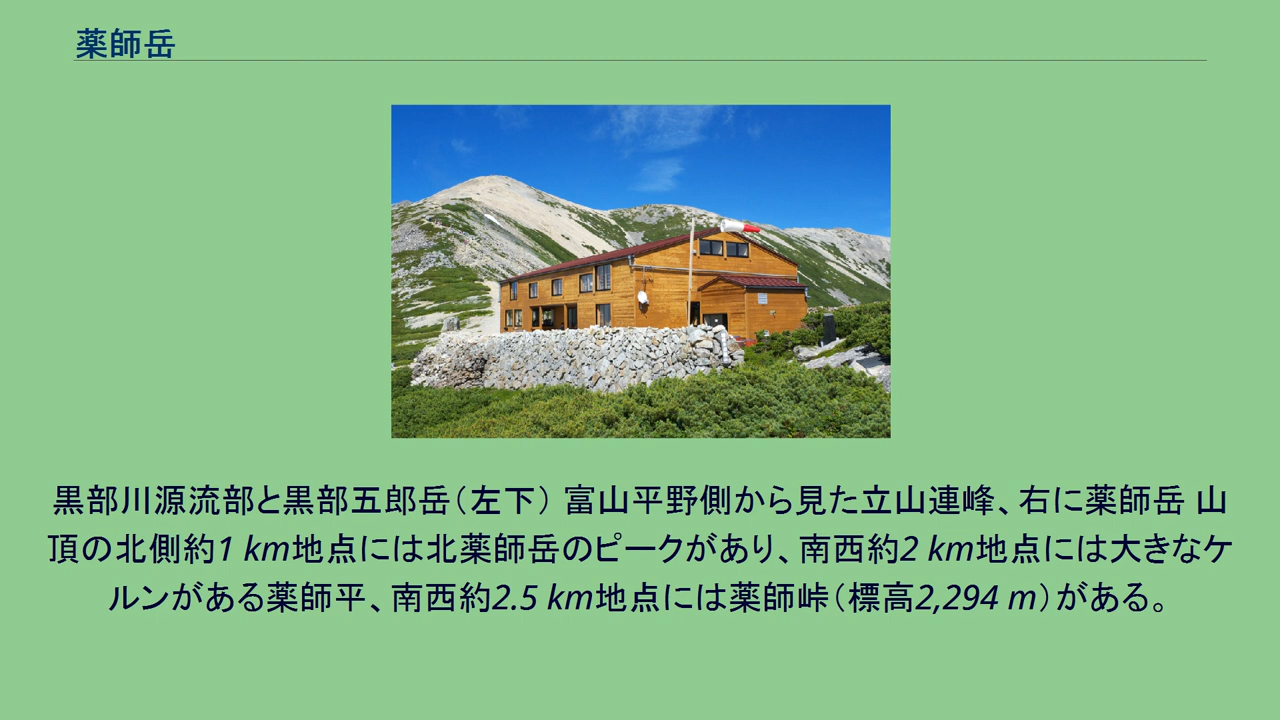 薬師岳
黒部川源流部と黒部五郎岳（左下） 富山平野側から見た立山連峰、右に薬師岳 山
頂の北側約1 km地点には北薬師岳のピークがあり、南西約2 km地点には大きなケ
ルンがある薬師平、南西約2.5 km地点には薬師峠（標高2,294 m）がある。